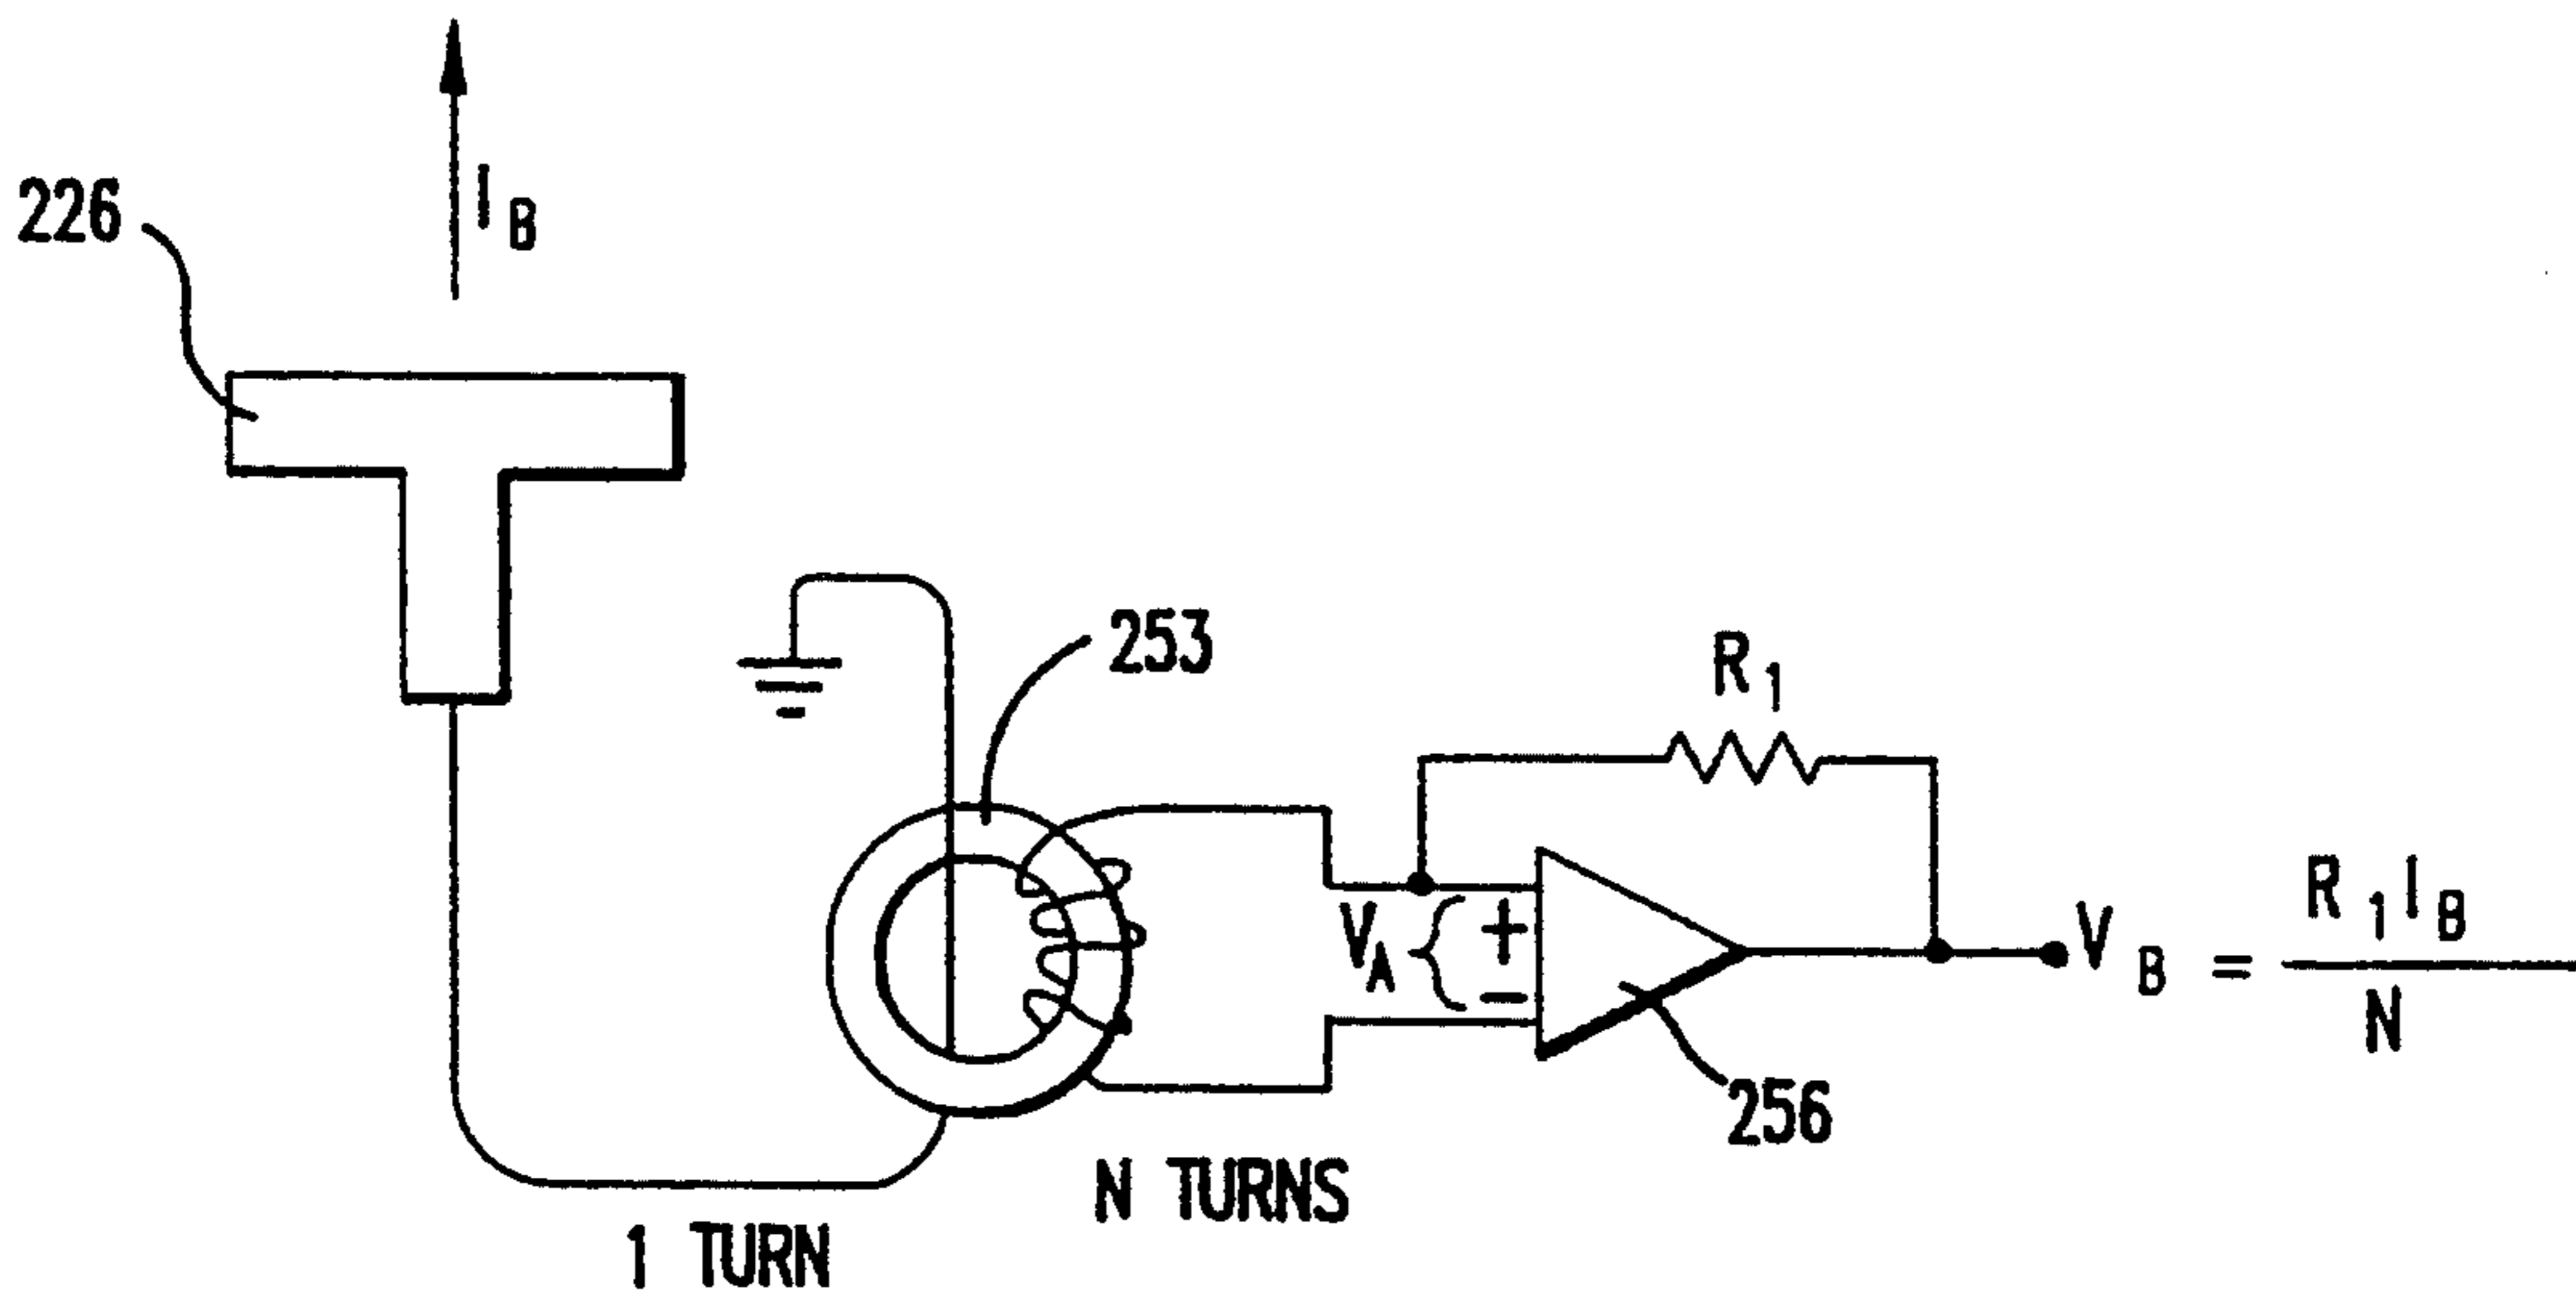 I B
226
253
R 1
V A
+
−
V B = R 1 I B / N
256
N TURNS
1 TURN